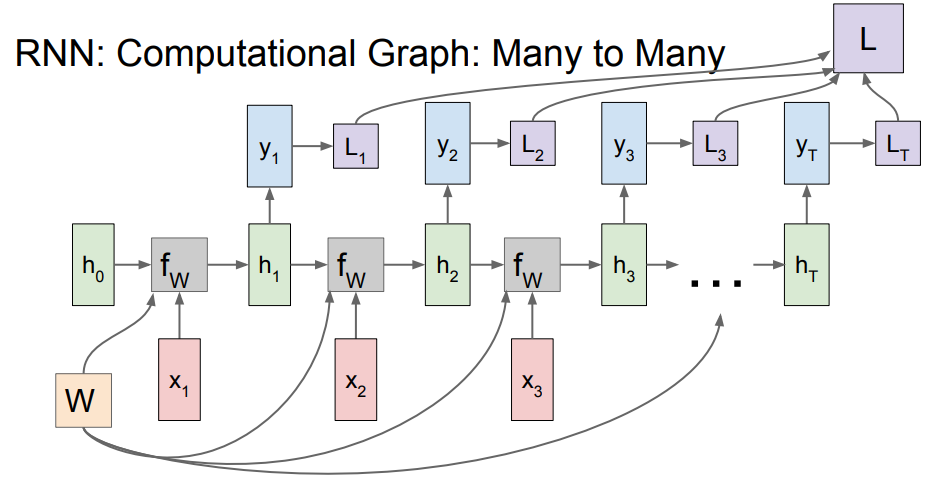 RNN: Computational Graph: Many to Many
L
y1 L1 y2 L2 y3 L3 yT LT
h0 fW h1 fW h2 fW h3 ... hT
W x1 x2 x3